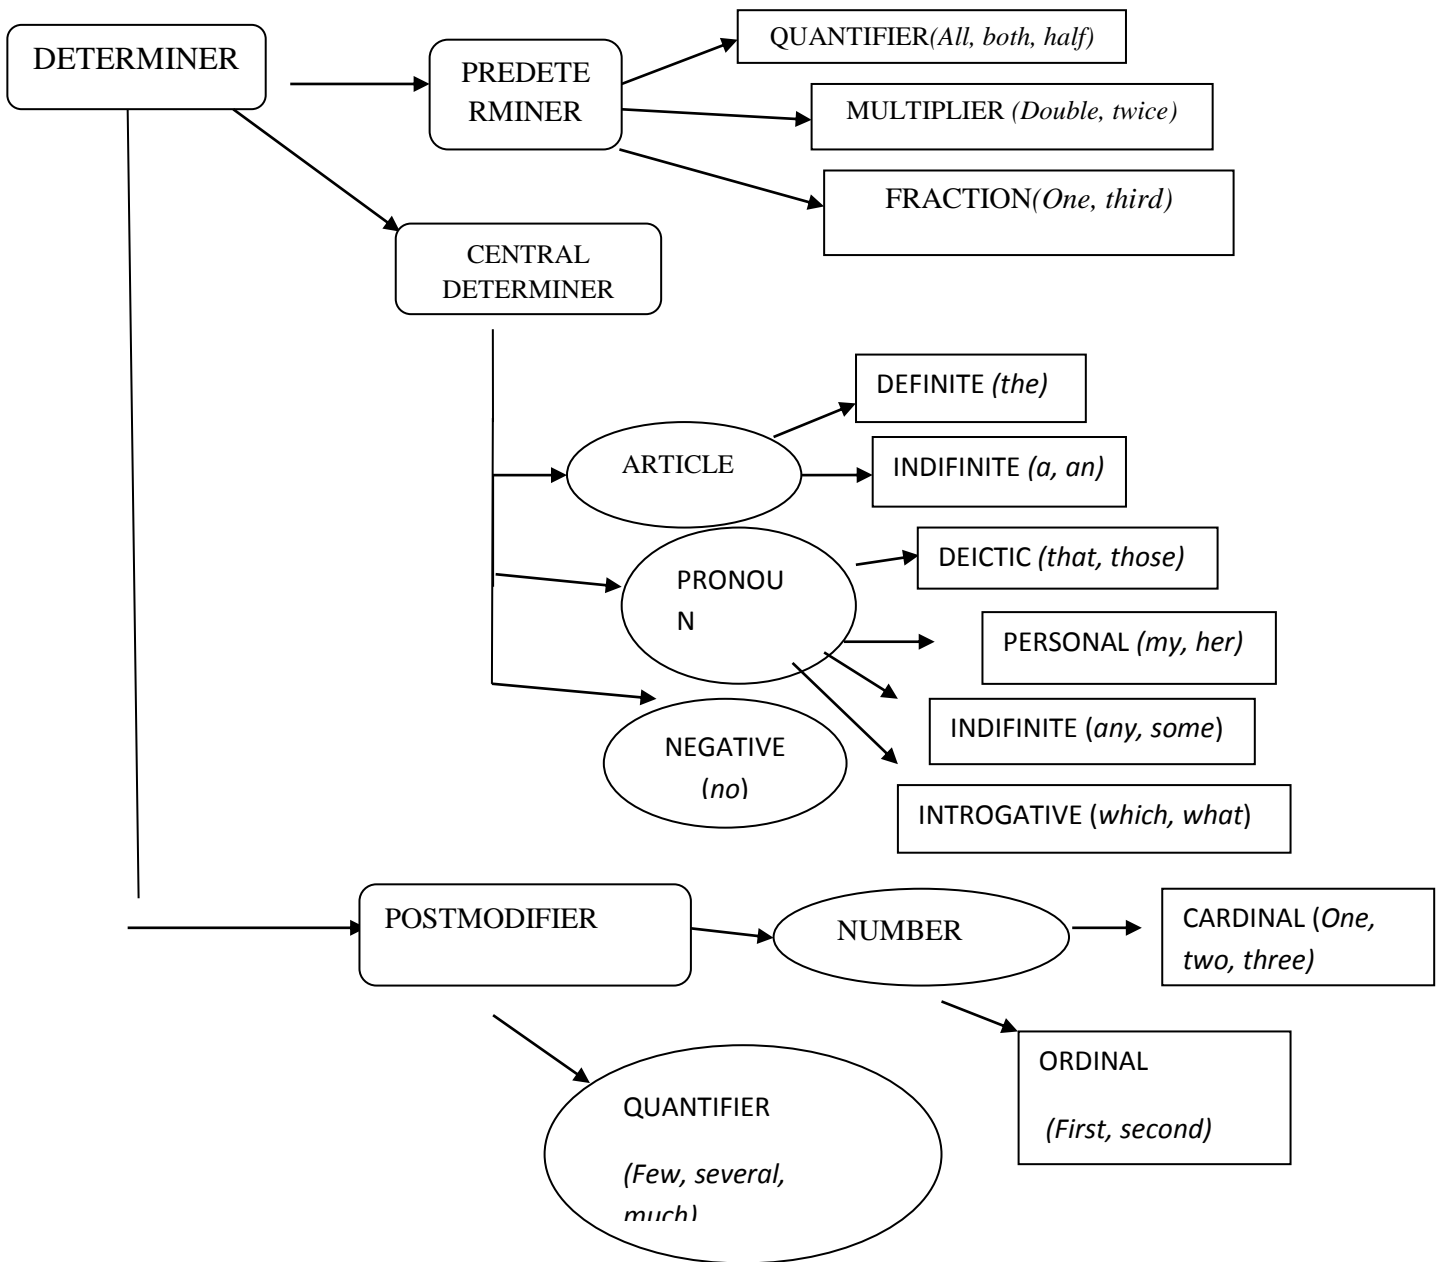 DETERMINER
PREDETE
RMINER
QUANTIFIER(All, both, half)
MULTIPLIER (Double, twice)
FRACTION(One, third)
CENTRAL
DETERMINER
ARTICLE
DEFINITE (the)
INDIFINITE (a, an)
PRONOU
N
DEICTIC (that, those)
PERSONAL (my, her)
INDIFINITE (any, some)
INTROGATIVE (which, what)
NEGATIVE
(no)
POSTMODIFIER
NUMBER
CARDINAL (One,
two, three)
ORDINAL
(First, second)
QUANTIFIER
(Few, several,
much)